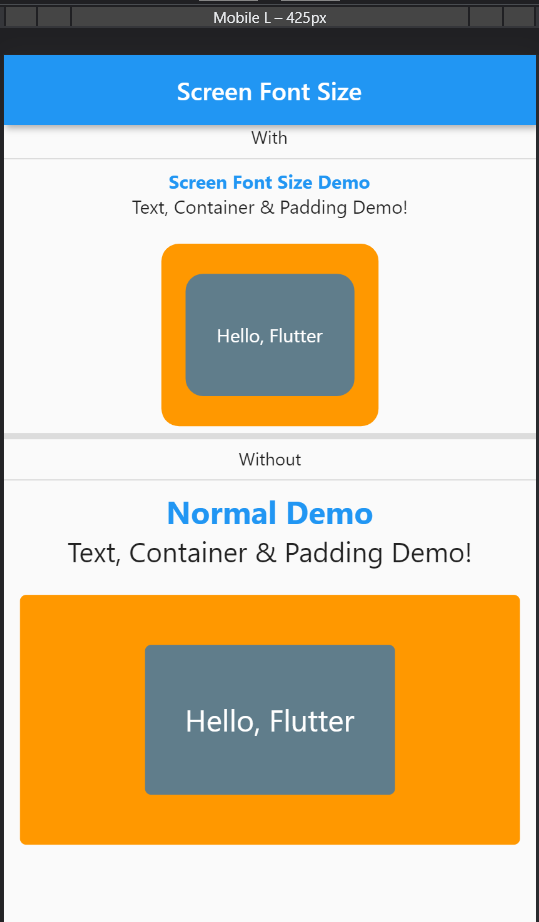 Mobile L – 425px
Screen Font Size
With
Screen Font Size Demo
Text, Container & Padding Demo!
Hello, Flutter
Without
Normal Demo
Text, Container & Padding Demo!
Hello, Flutter